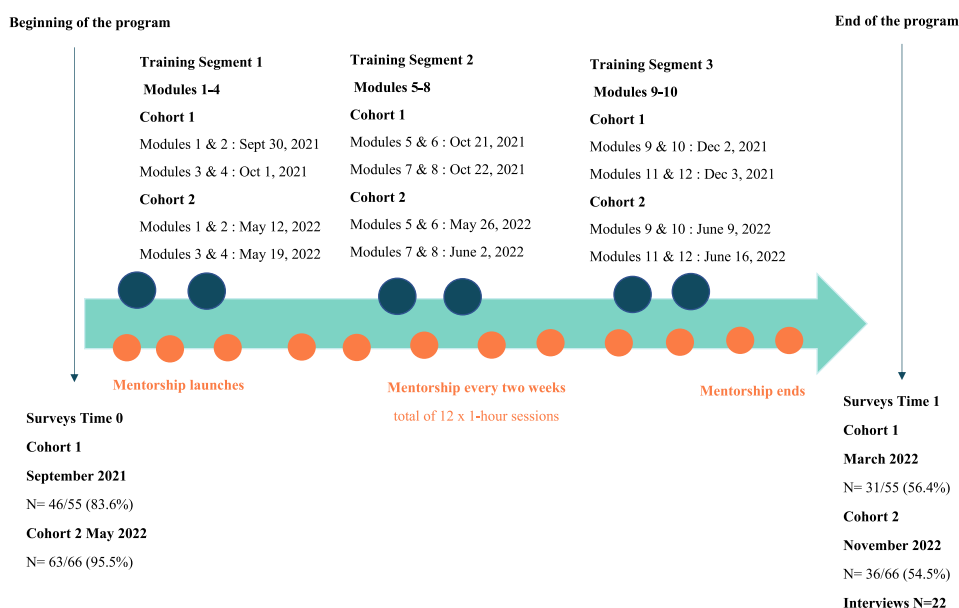 Beginning of the program
End of the program
Training Segment 1
Modules 1-4
Cohort 1
Modules 1 & 2 : Sept 30, 2021
Modules 3 & 4 : Oct 1, 2021
Cohort 2
Modules 1 & 2 : May 12, 2022
Modules 3 & 4 : May 19, 2022
Training Segment 2
Modules 5-8
Cohort 1
Modules 5 & 6 : Oct 21, 2021
Modules 7 & 8 : Oct 22, 2021
Cohort 2
Modules 5 & 6 : May 26, 2022
Modules 7 & 8 : June 2, 2022
Training Segment 3
Modules 9-10
Cohort 1
Modules 9 & 10 : Dec 2, 2021
Modules 11 & 12 : Dec 3, 2021
Cohort 2
Modules 9 & 10 : June 9, 2022
Modules 11 & 12 : June 16, 2022
Mentorship launches
Mentorship every two weeks
total of 12 x 1-hour sessions
Mentorship ends
Surveys Time 0
Cohort 1
September 2021
N= 46/55 (83.6%)
Cohort 2 May 2022
N= 63/66 (95.5%)
Surveys Time 1
Cohort 1
March 2022
N= 31/55 (56.4%)
Cohort 2
November 2022
N= 36/66 (54.5%)
Interviews N=22